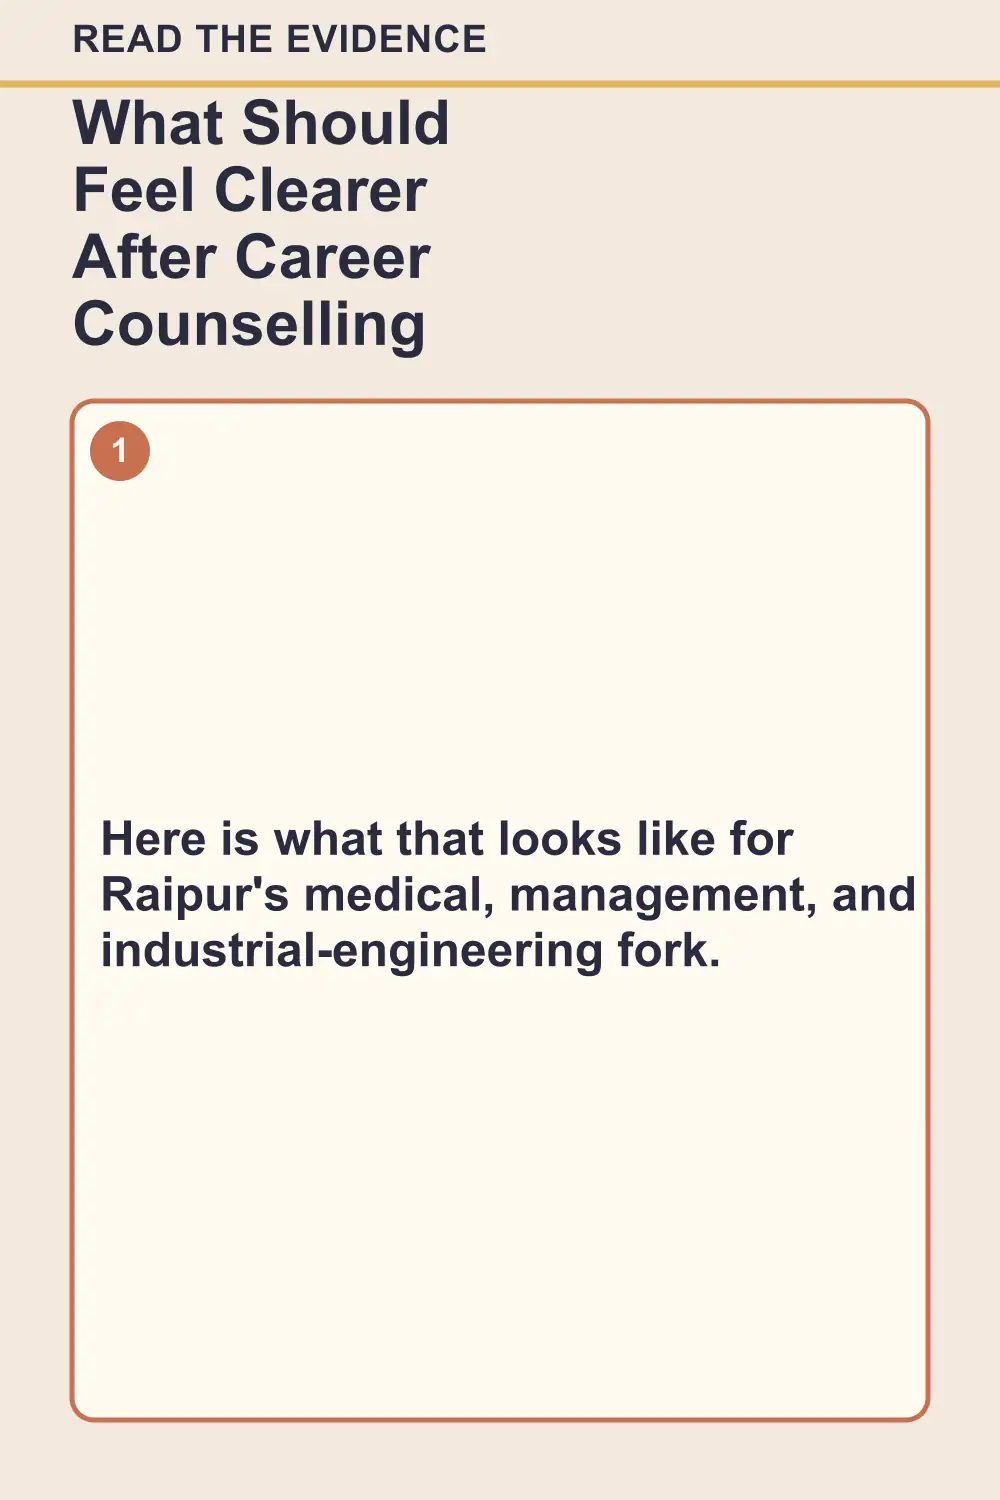 READ THE EVIDENCE
What Should
Feel Clearer
After Career
Counselling
1
Here is what that looks like for
Raipur's medical, management, and
industrial-engineering fork.